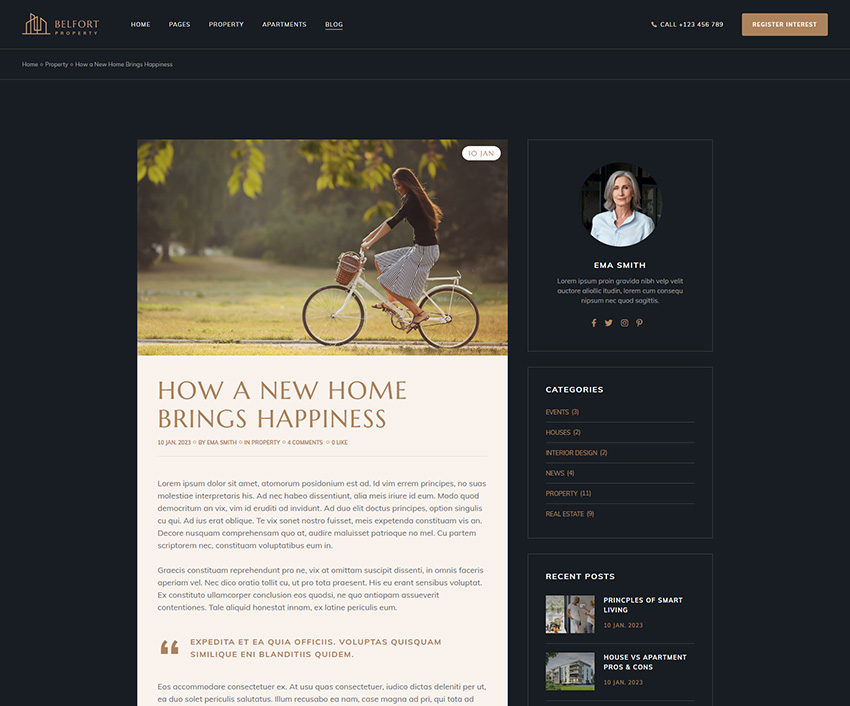 BELFORT
PROPERTY
HOME
PAGES
PROPERTY
APARTMENTS
BLOG
CALL +123 456 789
REGISTER INTEREST
Home
Property
How a New Home Brings Happiness
10 JAN
HOW A NEW HOME
BRINGS HAPPINESS
10 JAN. 2023
BY EMA SMITH
IN PROPERTY
4 COMMENTS
0 LIKE
Lorem ipsum dolor sit amet, atomorum posidonium est ad. Id vim errem principes, no suas
molestiae interpretaris his. Ad nec habeo dissentiunt, alia meis iriure id eum. Modo quod
democritum an vix, vim id eruditi ad invidunt. Ad duo elit doctus principes, option singulis
cu qui. Ad ius erat oblique. Te vix sonet nostro fuisset, meis expetenda constituam vis an.
Decore nusquam comprehensam quo at, audire maluisset patrioque no mel. Cu partem
scriptorem nec, constituam voluptatibus eum in.
Graecis constituam reprehendunt pro ne, vix at omittam suscipit dissenti, in omnis faceris
aperiam vel. Nec dico oratio tollit cu, ut pro tota praesent. His eu erant sensibus voluptat.
Ex constituto ullamcorper conclusion eos quodsi, ne quo antiopam assueverit
contentiones. Tale aliquid honestat innam, ex latine periculis eum.
“ EXPEDITA ET EA QUIA OFFICIIS. VOLUPTAS QUISQUAM
SIMILIQUE ENI BLANDITIIS QUIDEM.
Eos accommodare consectetuer ex. At usu quas consectetuer, iudico dictas deleniti per ut,
ea duo solet periculis salutatus. Illum recusabo ea nam, case magna ad pri, qui tota ad
EMA SMITH
Lorem ipsum proin gravida nibh velp velit
auctore aliollic itudin, lorem cum consequ
nipsum nec quod sagittis.
CATEGORIES
EVENTS (3)
HOUSES (2)
INTERIOR DESIGN (2)
NEWS (4)
PROPERTY (11)
REAL ESTATE (9)
RECENT POSTS
PRINCPLES OF SMART
LIVING
10 JAN. 2023
HOUSE VS APARTMENT
PROS & CONS
10 JAN. 2023